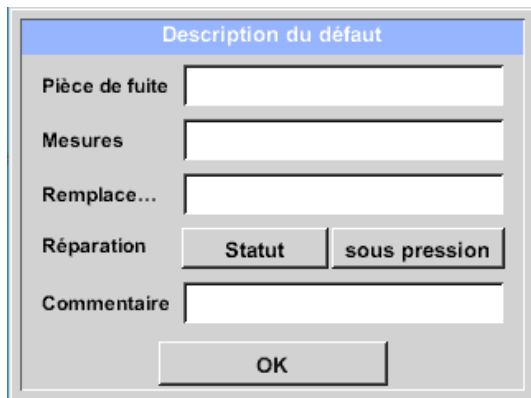 Description du défaut
Pièce de fuite
Mesures
Remplace...
Réparation Statut sous pression
Commentaire
OK